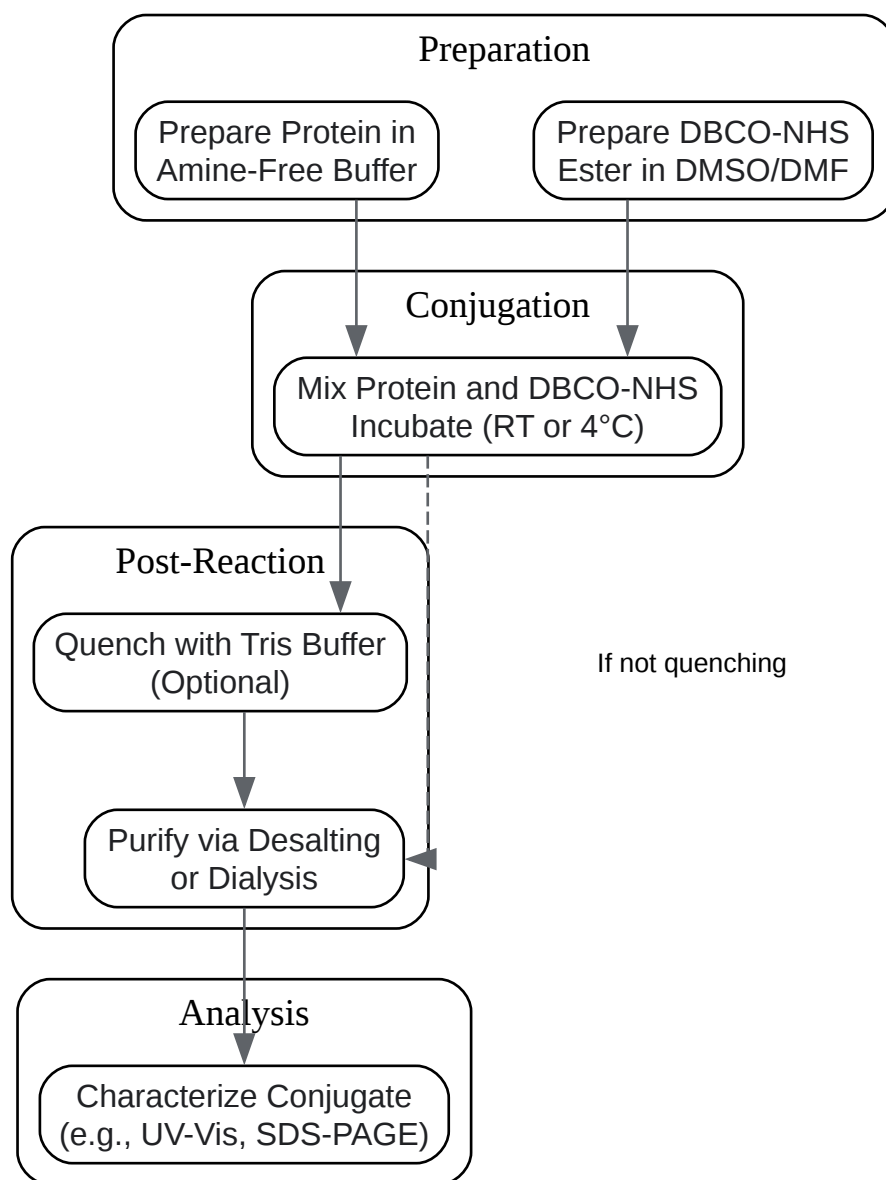 Preparation
Prepare Protein in
Amine-Free Buffer
Prepare DBCO-NHS
Ester in DMSO/DMF
Conjugation
Mix Protein and DBCO-NHS
Incubate (RT or 4°C)
Post-Reaction
Quench with Tris Buffer
(Optional)
If not quenching
Purify via Desalting
or Dialysis
Analysis
Characterize Conjugate
(e.g., UV-Vis, SDS-PAGE)